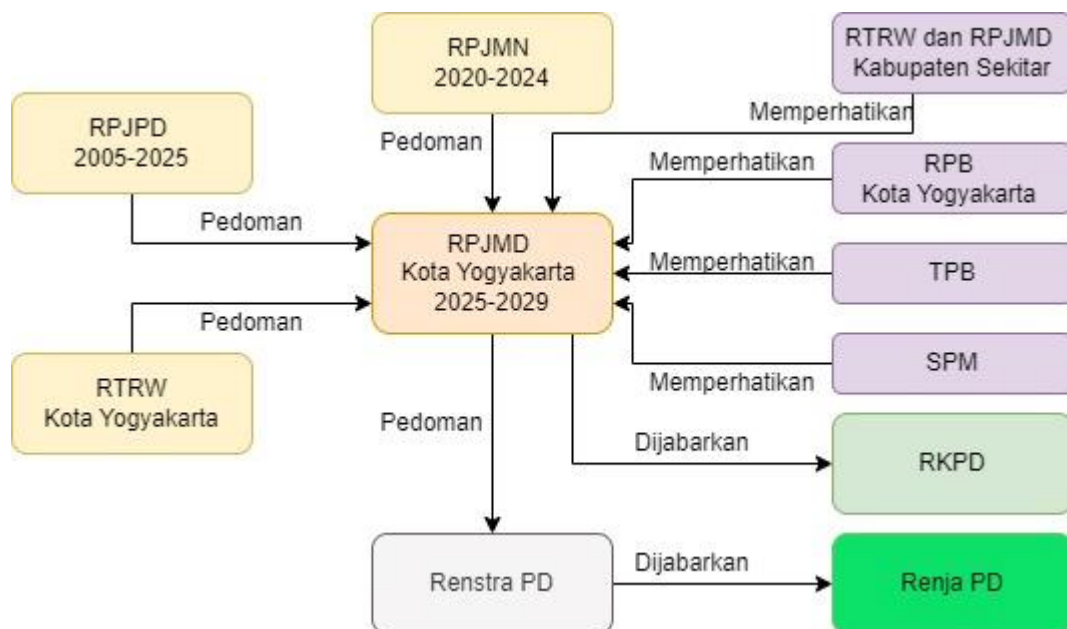 RPJMN
2020-2024
RTRW dan RPJMD
Kabupaten Sekitar
RPJPD
2005-2025
Pedoman
Memperhatikan
Memperhatikan
RPB
Kota Yogyakarta
Pedoman
RPJMD
Kota Yogyakarta
2025-2029
Memperhatikan
TPB
Pedoman
RTRW
Kota Yogyakarta
SPM
Memperhatikan
Pedoman
Dijabarkan
RKPD
Renstra PD
Dijabarkan
Renja PD